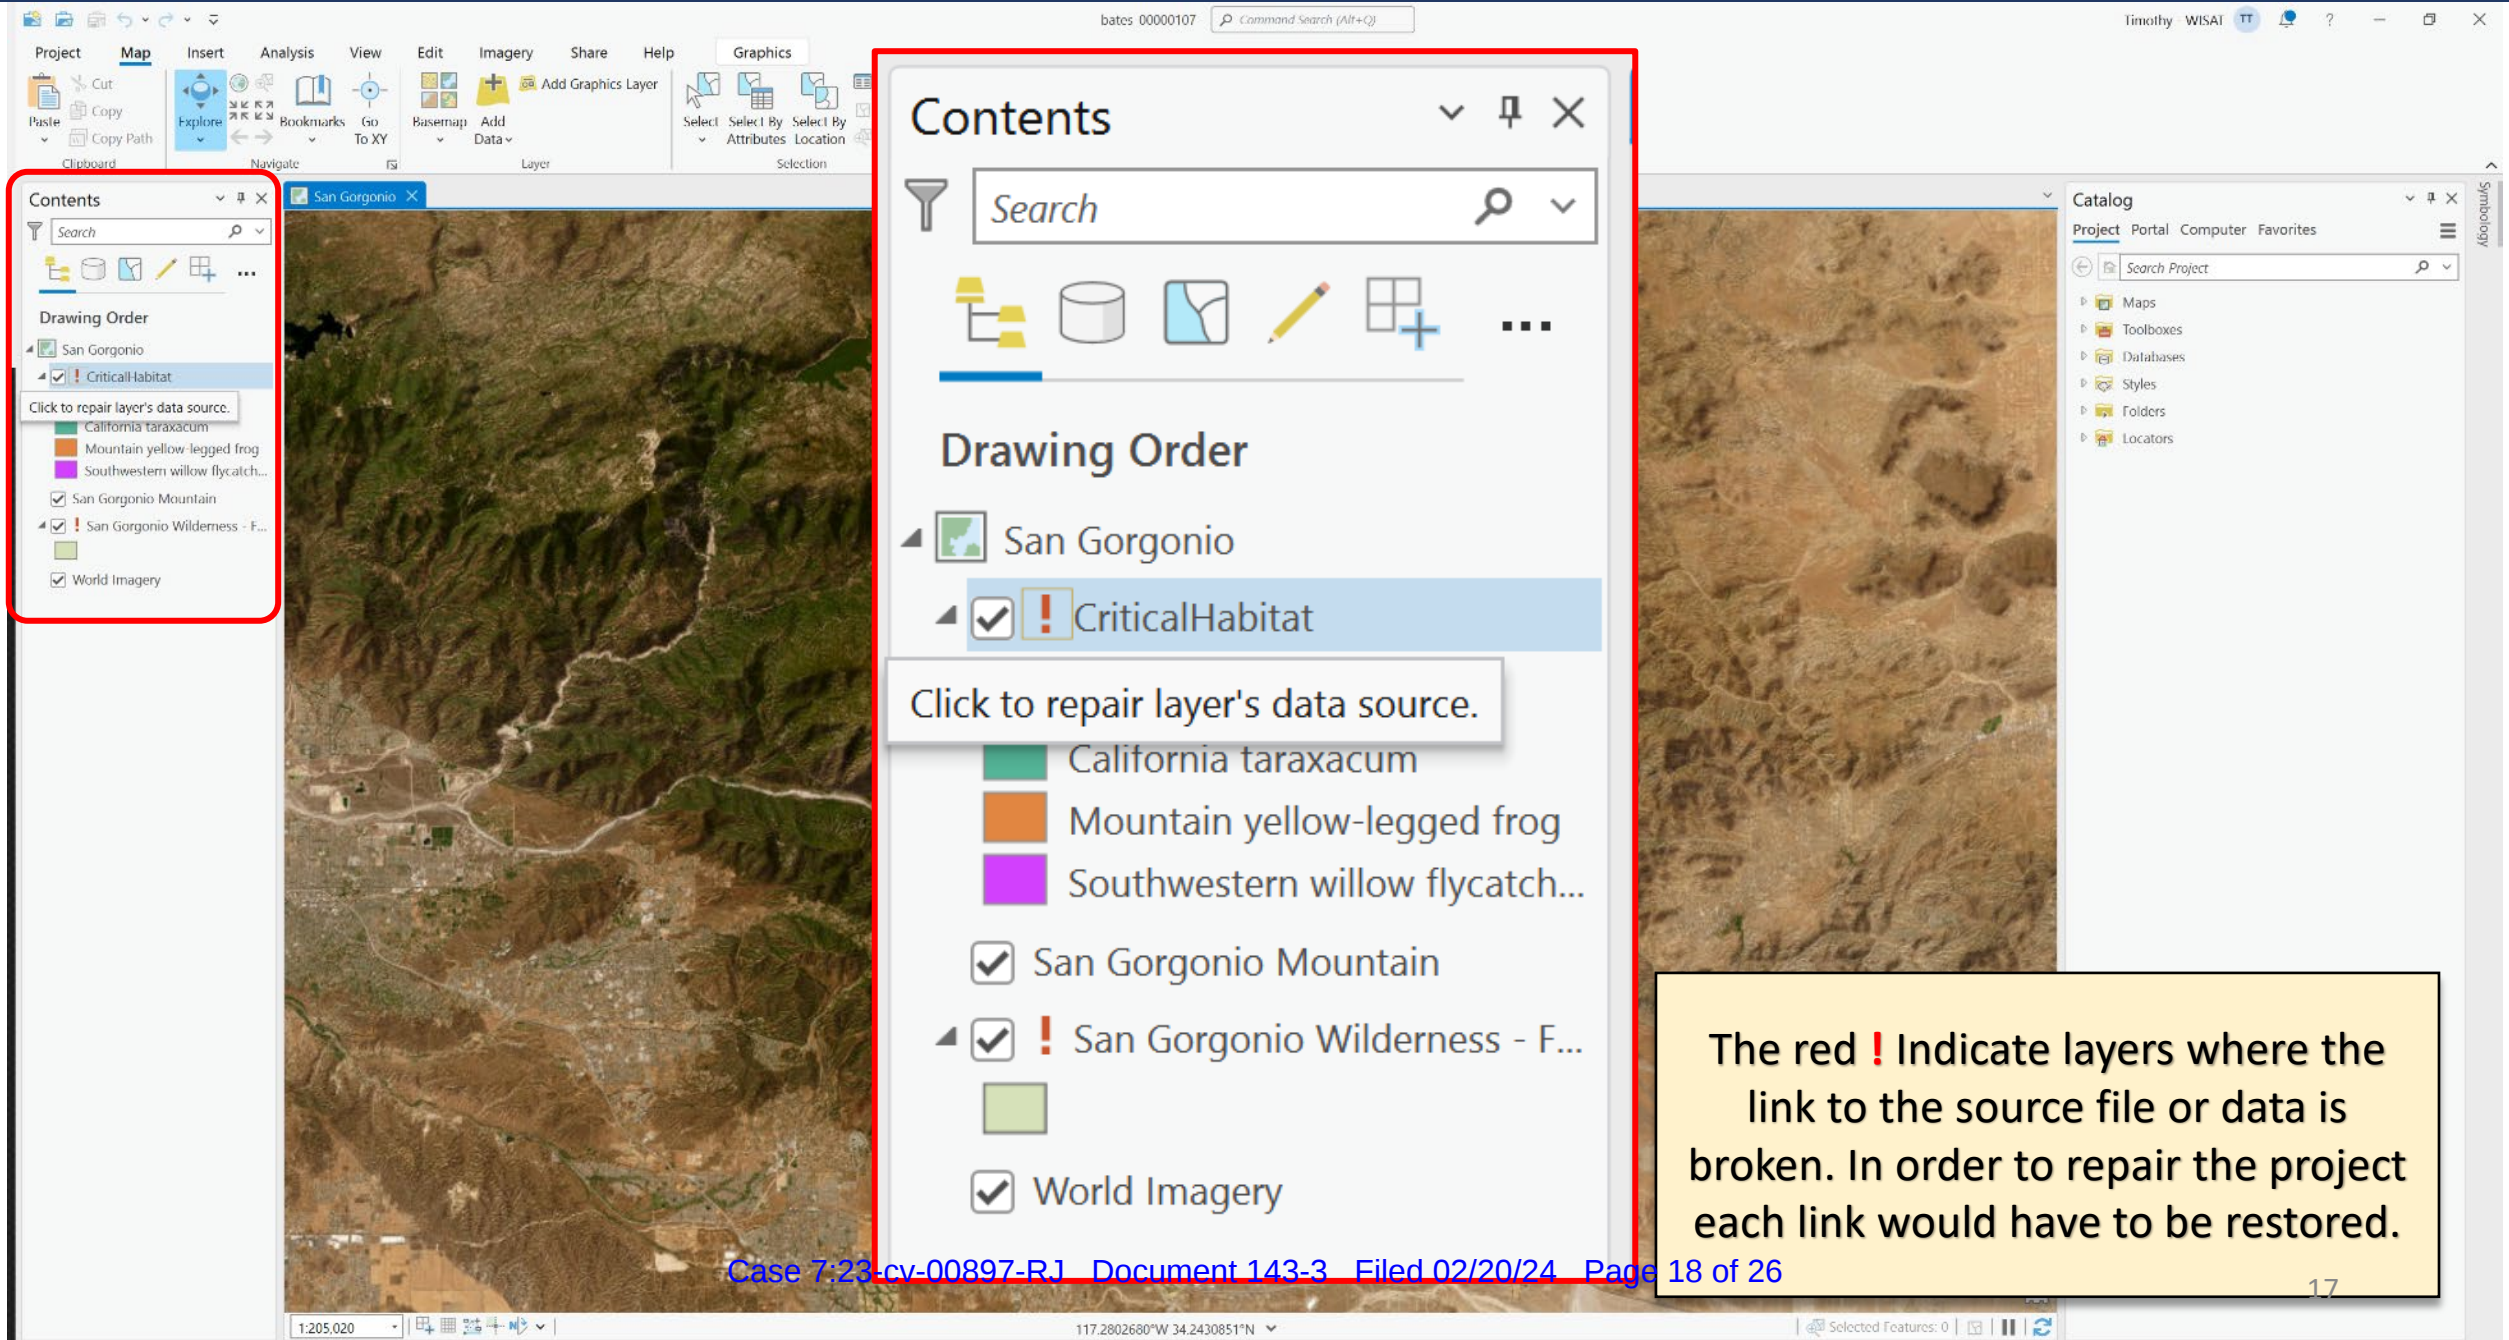 bates 00000107
Command Search (Alt+Q)
Timothy WISAT TT ?
Project Map Insert Analysis View Edit Imagery Share Help Graphics
Cut
Copy
Copy Path
Paste
Explore
Bookmarks
Go
To XY
Basemap
Add
Data
Add Graphics Layer
Select
Select By
Attributes
Select By
Location
Clipboard Navigate Layer Selection
Contents
Search
Drawing Order
San Gorgonio
! CriticalHabitat
Click to repair layer's data source.
California taraxacum
Mountain yellow-legged frog
Southwestern willow flycatch...
San Gorgonio Mountain
! San Gorgonio Wilderness - F...
World Imagery
San Gorgonio
Contents
Search
Drawing Order
San Gorgonio
! CriticalHabitat
Click to repair layer's data source.
California taraxacum
Mountain yellow-legged frog
Southwestern willow flycatch...
San Gorgonio Mountain
! San Gorgonio Wilderness - F...
World Imagery
Catalog
Project Portal Computer Favorites
Search Project
Maps
Toolboxes
Databases
Styles
Folders
Locators
Symbology
The red ! Indicate layers where the
link to the source file or data is
broken. In order to repair the project
each link would have to be restored.
Case 7:23-cv-00897-RJ Document 143-3 Filed 02/20/24 Page 18 of 26
17
1:205,020
117.2802680°W 34.2430851°N
Selected Features: 0